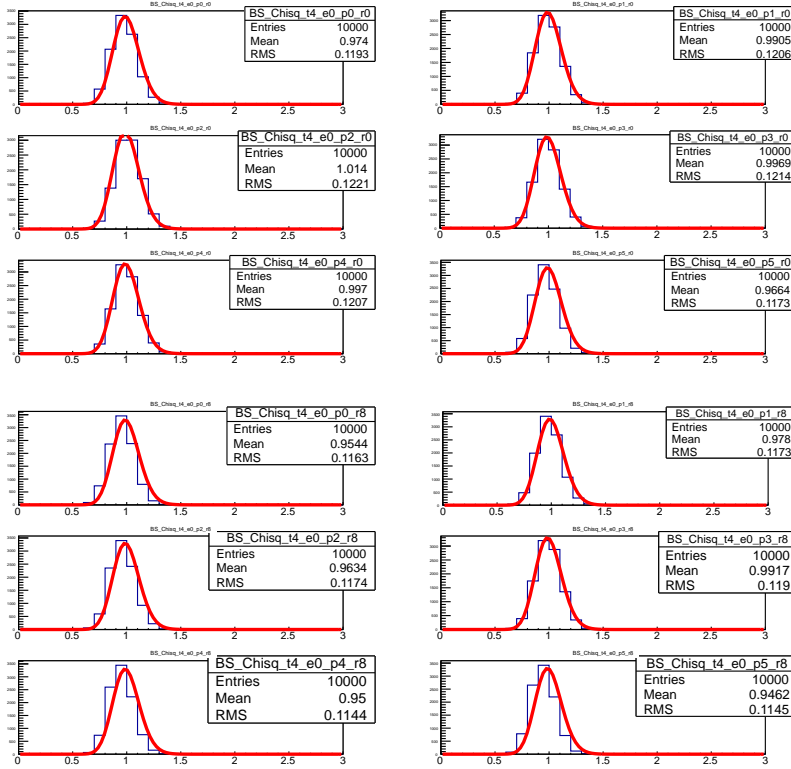 BS_Chisq_t4_e0_p0_r0
BS_Chisq_t4_e0_p0_r0
Entries 10000
Mean 0.974
RMS 0.1193
0 0.5 1 1.5 2 2.5 3
BS_Chisq_t4_e0_p1_r0
BS_Chisq_t4_e0_p1_r0
Entries 10000
Mean 0.9905
RMS 0.1206
0 0.5 1 1.5 2 2.5 3
BS_Chisq_t4_e0_p2_r0
BS_Chisq_t4_e0_p2_r0
Entries 10000
Mean 1.014
RMS 0.1221
0 0.5 1 1.5 2 2.5 3
BS_Chisq_t4_e0_p3_r0
BS_Chisq_t4_e0_p3_r0
Entries 10000
Mean 0.9969
RMS 0.1214
0 0.5 1 1.5 2 2.5 3
BS_Chisq_t4_e0_p4_r0
BS_Chisq_t4_e0_p4_r0
Entries 10000
Mean 0.997
RMS 0.1207
0 0.5 1 1.5 2 2.5 3
BS_Chisq_t4_e0_p5_r0
BS_Chisq_t4_e0_p5_r0
Entries 10000
Mean 0.9664
RMS 0.1173
0 0.5 1 1.5 2 2.5 3
BS_Chisq_t4_e0_p0_r8
BS_Chisq_t4_e0_p0_r8
Entries 10000
Mean 0.9544
RMS 0.1163
0 0.5 1 1.5 2 2.5 3
BS_Chisq_t4_e0_p1_r8
BS_Chisq_t4_e0_p1_r8
Entries 10000
Mean 0.978
RMS 0.1173
0 0.5 1 1.5 2 2.5 3
BS_Chisq_t4_e0_p2_r8
BS_Chisq_t4_e0_p2_r8
Entries 10000
Mean 0.9634
RMS 0.1174
0 0.5 1 1.5 2 2.5 3
BS_Chisq_t4_e0_p3_r8
BS_Chisq_t4_e0_p3_r8
Entries 10000
Mean 0.9917
RMS 0.119
0 0.5 1 1.5 2 2.5 3
BS_Chisq_t4_e0_p4_r8
BS_Chisq_t4_e0_p4_r8
Entries 10000
Mean 0.95
RMS 0.1144
0 0.5 1 1.5 2 2.5 3
BS_Chisq_t4_e0_p5_r8
BS_Chisq_t4_e0_p5_r8
Entries 10000
Mean 0.9462
RMS 0.1145
0 0.5 1 1.5 2 2.5 3